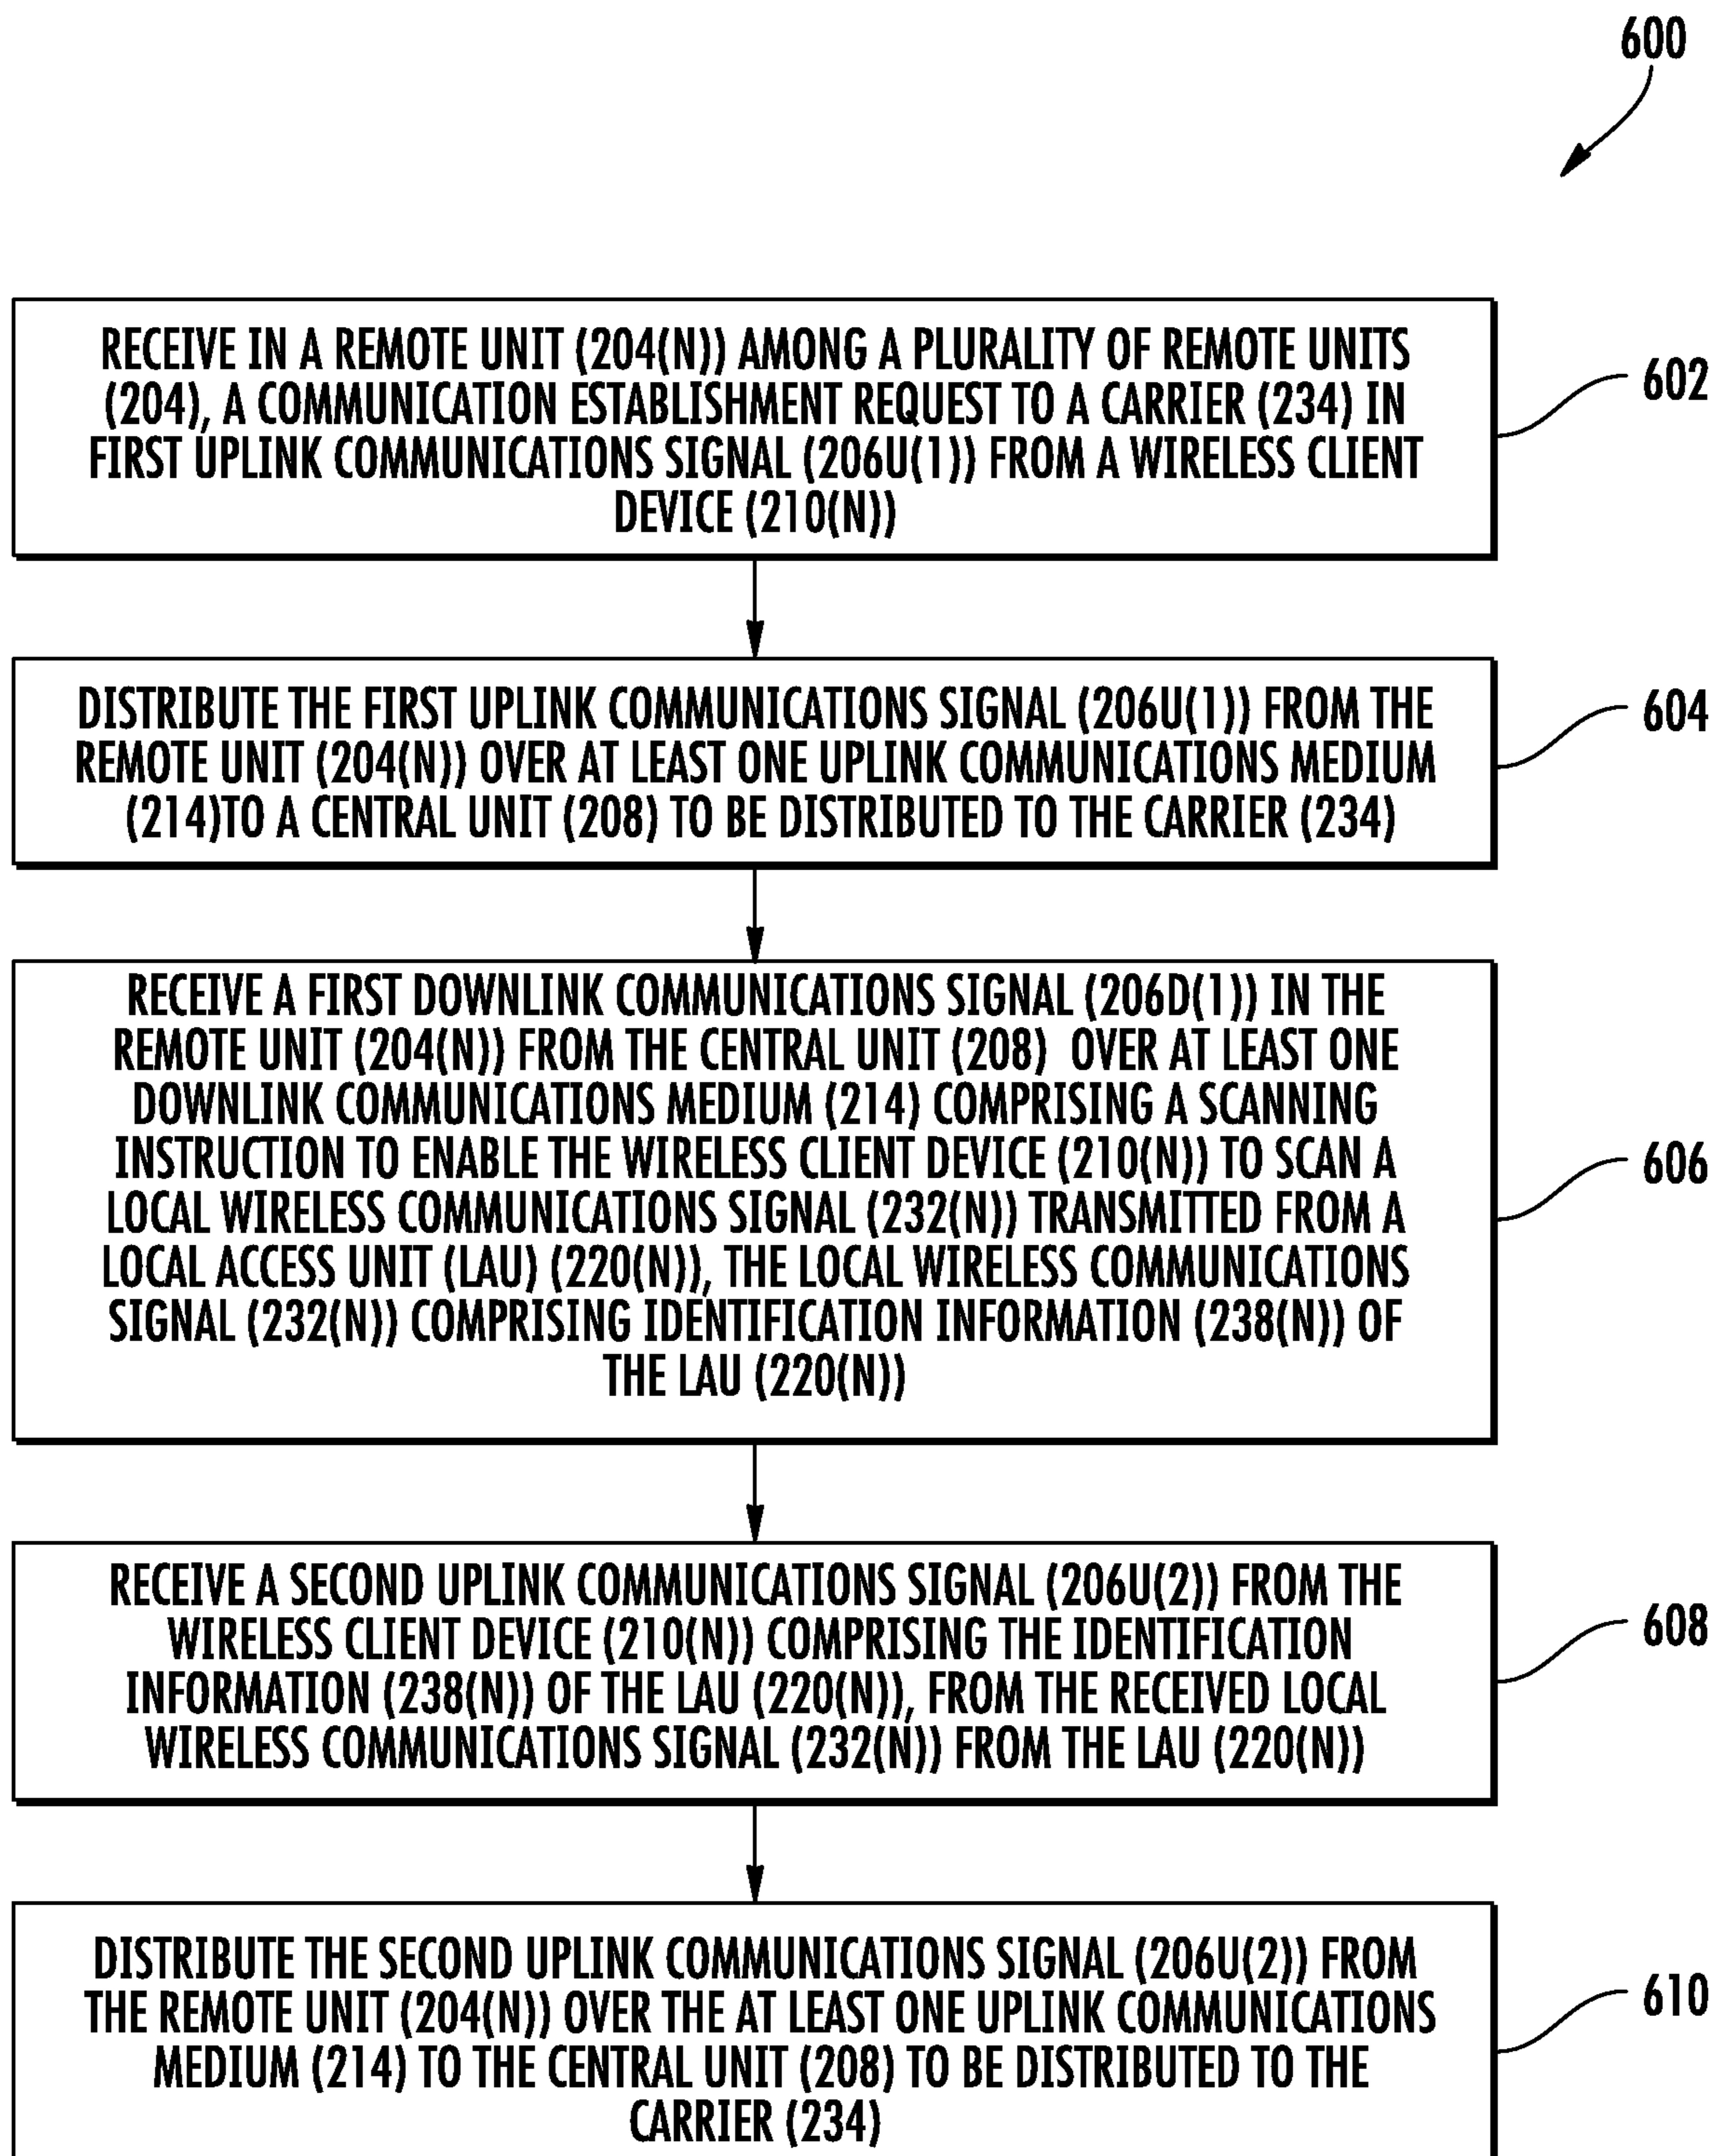 600
RECEIVE IN A REMOTE UNIT (204(N)) AMONG A PLURALITY OF REMOTE UNITS
(204), A COMMUNICATION ESTABLISHMENT REQUEST TO A CARRIER (234) IN
FIRST UPLINK COMMUNICATIONS SIGNAL (206U(1)) FROM A WIRELESS CLIENT
DEVICE (210(N))
602
DISTRIBUTE THE FIRST UPLINK COMMUNICATIONS SIGNAL (206U(1)) FROM THE
REMOTE UNIT (204(N)) OVER AT LEAST ONE UPLINK COMMUNICATIONS MEDIUM
(214)TO A CENTRAL UNIT (208) TO BE DISTRIBUTED TO THE CARRIER (234)
604
RECEIVE A FIRST DOWNLINK COMMUNICATIONS SIGNAL (206D(1)) IN THE
REMOTE UNIT (204(N)) FROM THE CENTRAL UNIT (208) OVER AT LEAST ONE
DOWNLINK COMMUNICATIONS MEDIUM (214) COMPRISING A SCANNING
INSTRUCTION TO ENABLE THE WIRELESS CLIENT DEVICE (210(N)) TO SCAN A
LOCAL WIRELESS COMMUNICATIONS SIGNAL (232(N)) TRANSMITTED FROM A
LOCAL ACCESS UNIT (LAU) (220(N)), THE LOCAL WIRELESS COMMUNICATIONS
SIGNAL (232(N)) COMPRISING IDENTIFICATION INFORMATION (238(N)) OF
THE LAU (220(N))
606
RECEIVE A SECOND UPLINK COMMUNICATIONS SIGNAL (206U(2)) FROM THE
WIRELESS CLIENT DEVICE (210(N)) COMPRISING THE IDENTIFICATION
INFORMATION (238(N)) OF THE LAU (220(N)), FROM THE RECEIVED LOCAL
WIRELESS COMMUNICATIONS SIGNAL (232(N)) FROM THE LAU (220(N))
608
DISTRIBUTE THE SECOND UPLINK COMMUNICATIONS SIGNAL (206U(2)) FROM
THE REMOTE UNIT (204(N)) OVER THE AT LEAST ONE UPLINK COMMUNICATIONS
MEDIUM (214) TO THE CENTRAL UNIT (208) TO BE DISTRIBUTED TO THE
CARRIER (234)
610